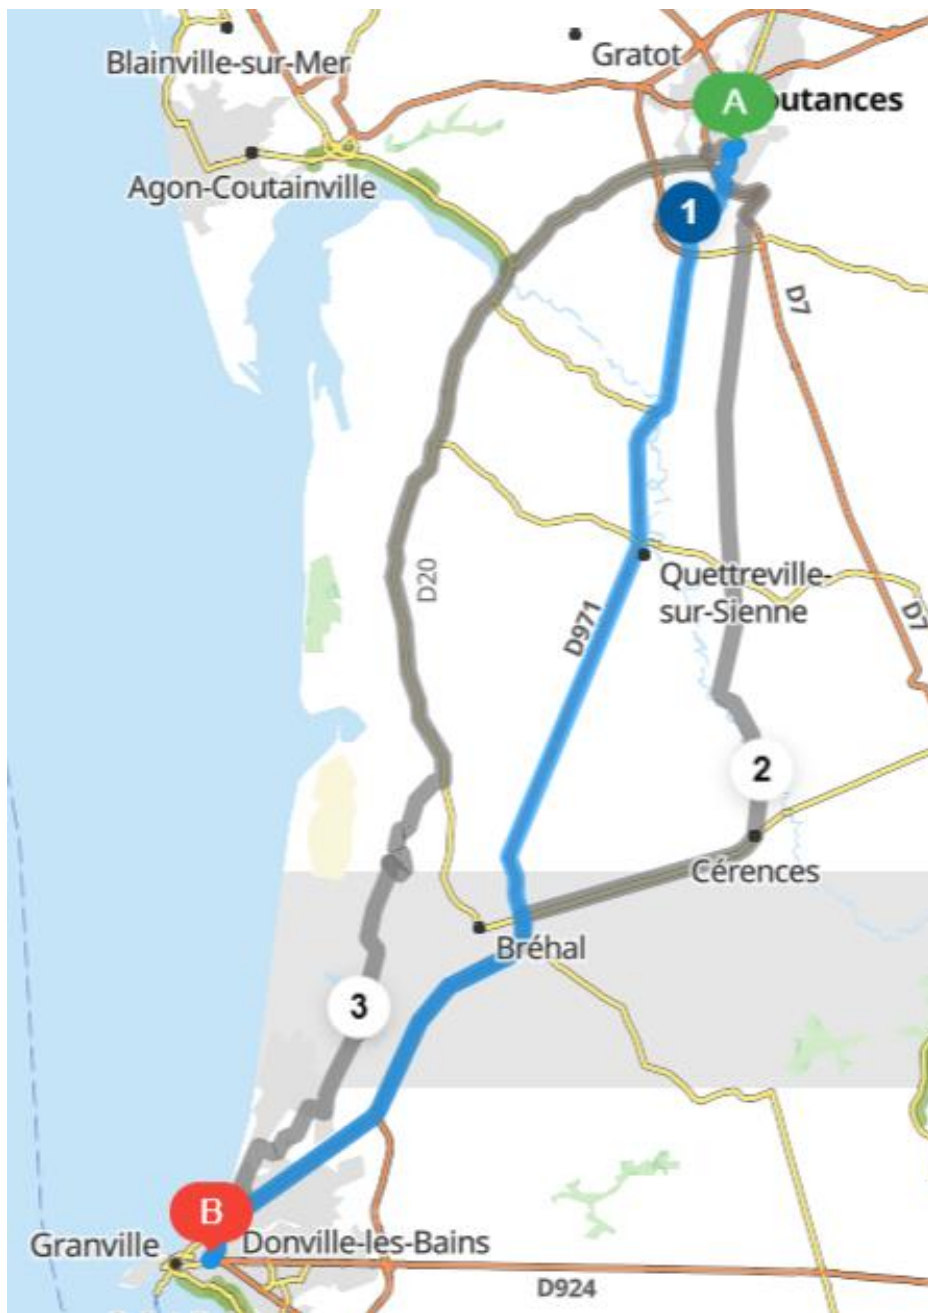 Blainville-sur-Mer
Gratot
A
outances
Agon-Coutainville
1
D7
D20
Quettreville-
sur-Sienne
D971
D7
2
Cérences
Bréhal
3
B
Granville
Donville-les-Bains
D924